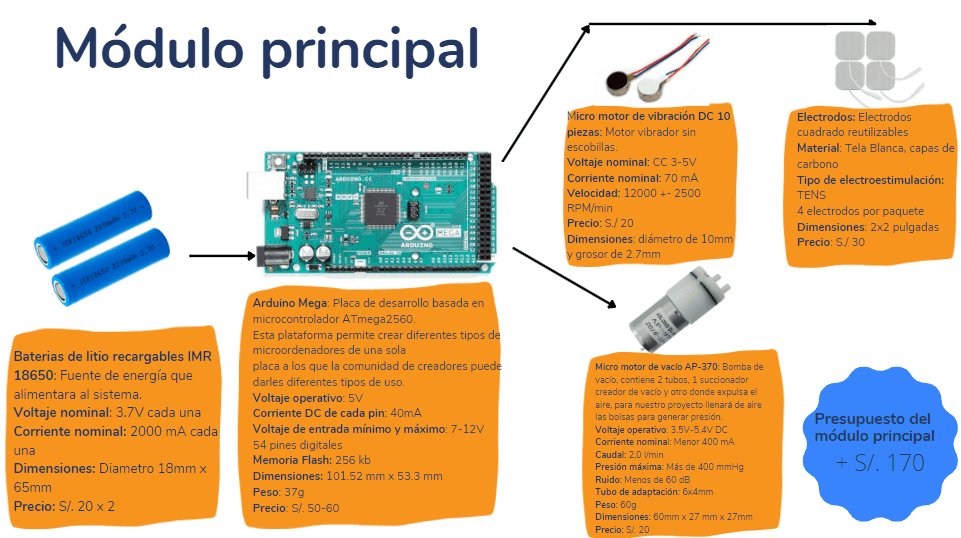 Módulo principal
IMR18650 2200mAh 3.7V
IMR18650 2200mAh 3.7V
Baterias de litio recargables IMR
18650: Fuente de energía que
alimentara al sistema.
Voltaje nominal: 3.7V cada una
Corriente nominal: 2000 mA cada
una
Dimensiones: Diametro 18mm x
65mm
Precio: S/. 20 x 2
ARDUINO.CC
ARDUINO
MEGA
Arduino Mega: Placa de desarrollo basada en
microcontrolador ATmega2560.
Esta plataforma permite crear diferentes tipos de
microordenadores de una sola
placa a los que la comunidad de creadores puede
darles diferentes tipos de uso.
Voltaje operativo: 5V
Corriente DC de cada pin: 40mA
Voltaje de entrada mínimo y máximo: 7-12V
54 pines digitales
Memoria Flash: 256 kb
Dimensiones: 101.52 mm x 53.3 mm
Peso: 37g
Precio: S/. 50-60
Micro motor de vibración DC 10
piezas: Motor vibrador sin
escobillas.
Voltaje nominal: CC 3-5V
Corriente nominal: 70 mA
Velocidad: 12000 +- 2500
RPM/min
Precio: S./ 20
Dimensiones: diámetro de 10mm
y grosor de 2.7mm
Electrodos: Electrodos
cuadrado reutilizables
Material: Tela Blanca, capas de
carbono
Tipo de electroestimulación:
TENS
4 electrodos por paquete
Dimensiones: 2x2 pulgadas
Precio: S./ 30
Micro motor de vacío AP-370: Bomba de
vacío, contiene 2 tubos, 1 succionador
creador de vacío y otro donde expulsa el
aire, para nuestro proyecto llenará de aire
las bolsas para generar presión.
Voltaje operativo: 3.5V-5.4V DC
Corriente nominal: Menor 400 mA
Caudal: 2,0 l/min
Presión máxima: Más de 400 mmHg
Ruido: Menos de 60 dB
Tubo de adaptación: 6x4mm
Peso: 60g
Dimensiones: 60mm x 27 mm x 27mm
Precio: S/. 20
Presupuesto del
módulo principal
+ S/. 170